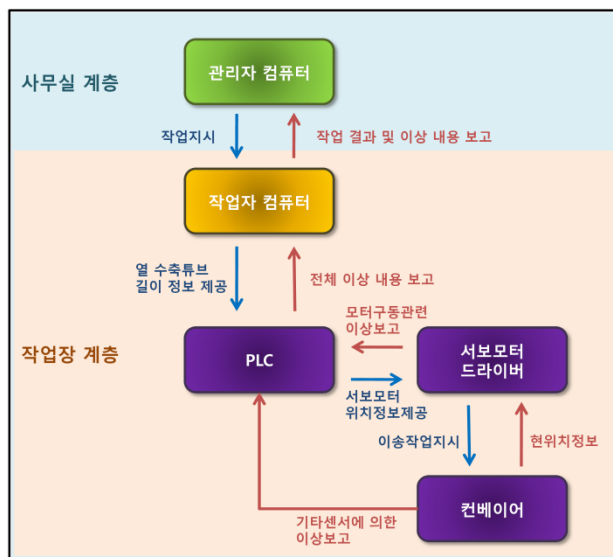 관리자 컴퓨터
사무실 계층
작업지시
작업 결과 및 이상 내용 보고
작업자 컴퓨터
열 수축튜브
길이 정보 제공
전체 이상 내용 보고
모터구동관련
이상보고
작업장 계층
PLC
서보모터
드라이버
서보모터
위치정보제공
이송작업지시
현위치정보
컨베이어
기타센서에 의한
이상보고